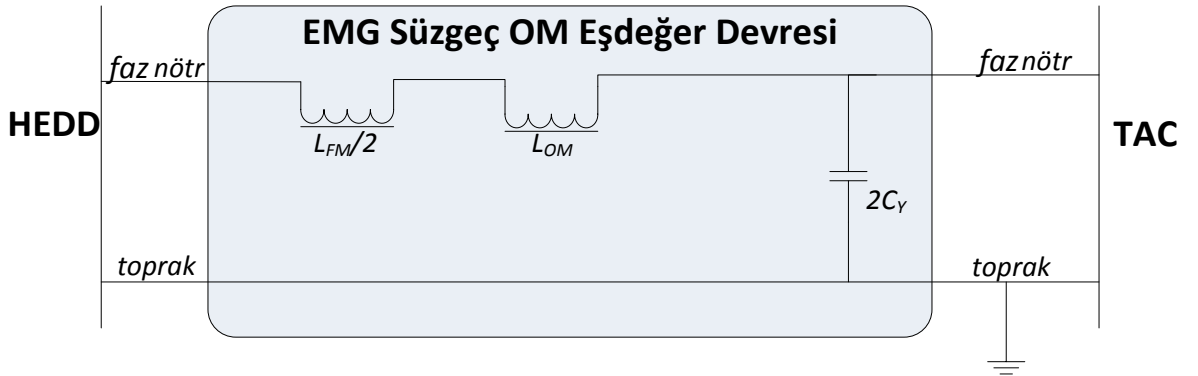 EMG Süzgeç OM Eşdeğer Devresi
faz nötr
faz nötr
HEDD
TAC
L_FM/2
L_OM
2C_Y
toprak
toprak